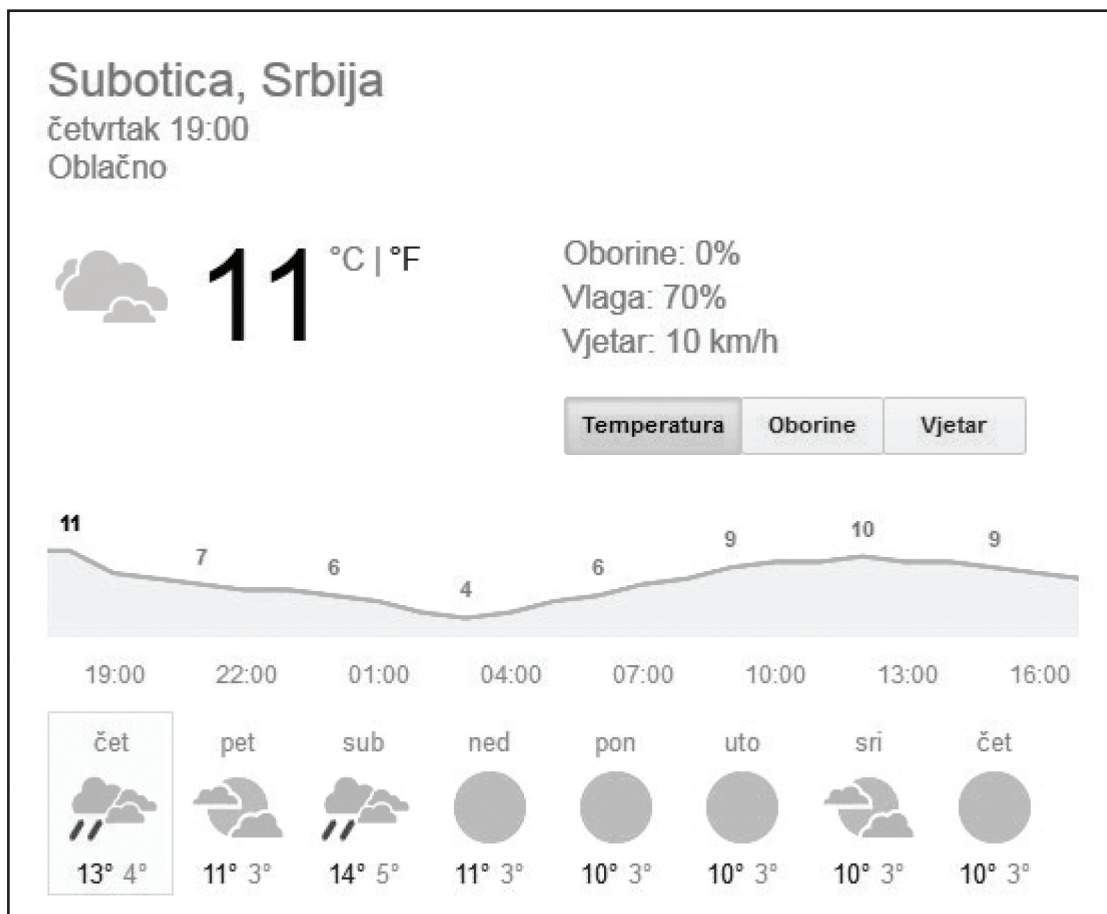 Subotica, Srbija
četvrtak 19:00
Oblačno
11 °C | °F
Oborine: 0%
Vlaga: 70%
Vjetar: 10 km/h
Temperatura Oborine Vjetar
11 7 6 4 6 9 10 9
19:00 22:00 01:00 04:00 07:00 10:00 13:00 16:00
čet pet sub ned pon uto sri čet
13° 4° 11° 3° 14° 5° 11° 3° 10° 3° 10° 3° 10° 3° 10° 3°